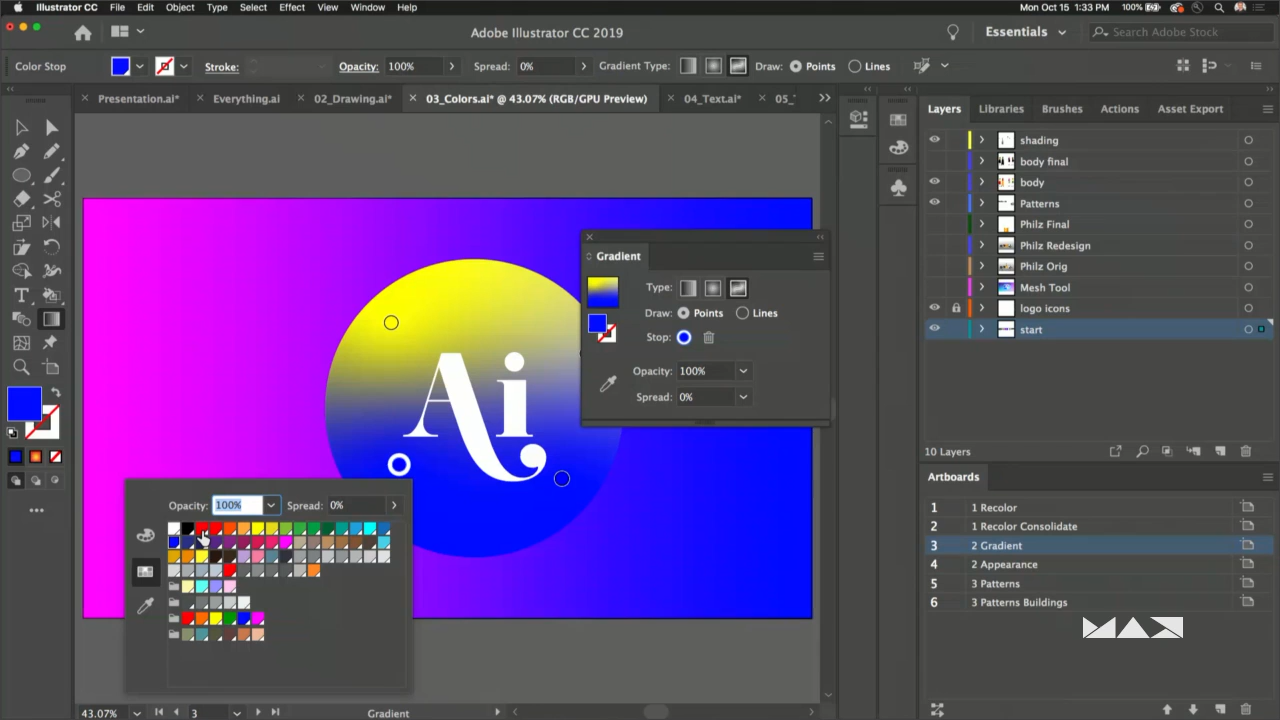 Illustrator CC File Edit Object Type Select Effect View Window Help
Mon Oct 15 1:33 PM 100%
Adobe Illustrator CC 2019
Essentials
Search Adobe Stock
Color Stop
Stroke:
Opacity: 100%
Spread: 0%
Gradient Type:
Draw: Points Lines
Presentation.ai*
Everything.ai
02_Drawing.ai*
03_Colors.ai* @ 43.07% (RGB/GPU Preview)
04_Text.ai*
05_
Layers Libraries Brushes Actions Asset Export
shading
body final
body
Patterns
Philz Final
Philz Redesign
Philz Orig
Mesh Tool
logo icons
start
10 Layers
Gradient
Type:
Draw: Points Lines
Stop:
Opacity: 100%
Spread: 0%
Ai
Opacity: 100% Spread: 0%
Artboards
1 1 Recolor
2 1 Recolor Consolidate
3 2 Gradient
4 2 Appearance
5 3 Patterns
6 3 Patterns Buildings
MAX
43.07% 3 Gradient